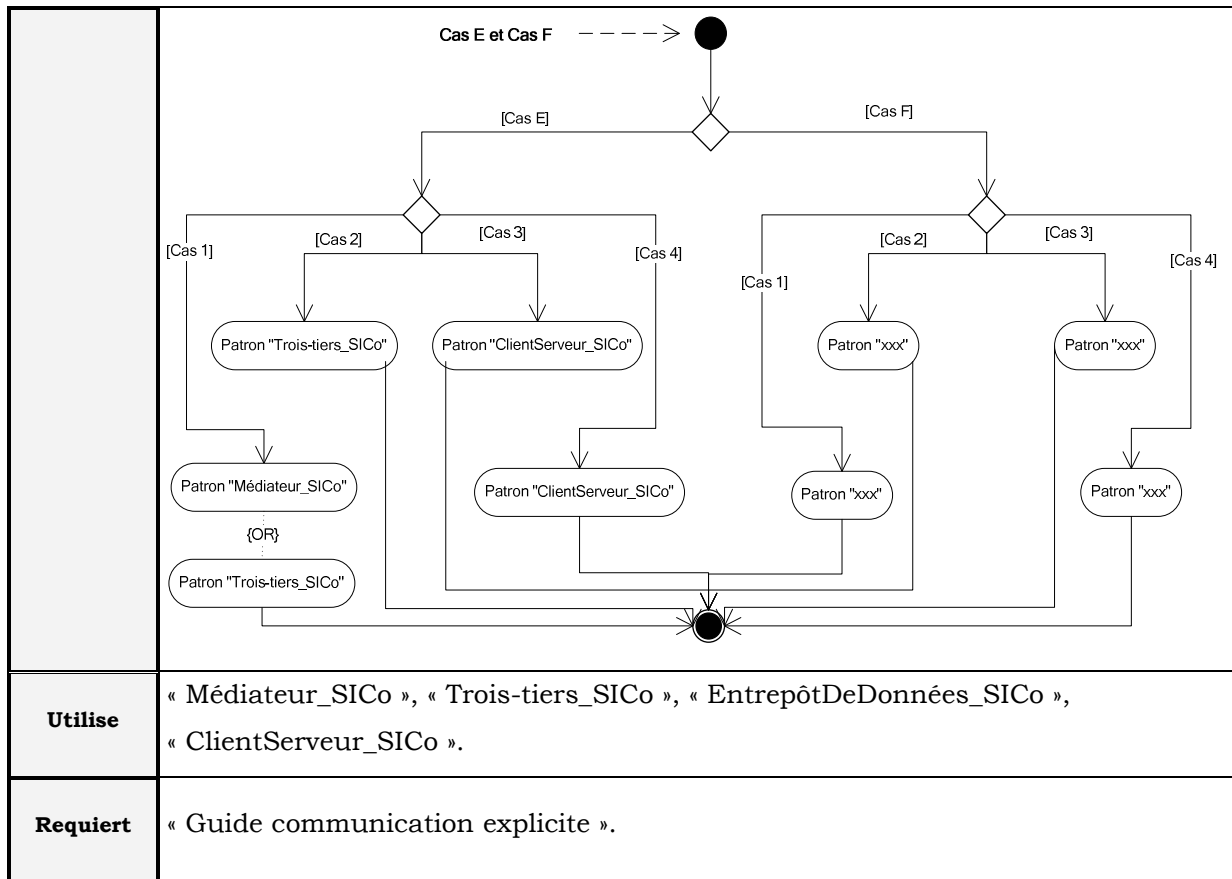 Cas E et Cas F
[Cas E]
[Cas F]
[Cas 1]
[Cas 2]
[Cas 3]
[Cas 4]
[Cas 1]
[Cas 2]
[Cas 3]
[Cas 4]
Patron "Trois-tiers_SICo"
Patron "ClientServeur_SICo"
Patron "xxx"
Patron "xxx"
Patron "Médiateur_SICo"
Patron "ClientServeur_SICo"
Patron "xxx"
Patron "xxx"
{OR}
Patron "Trois-tiers_SICo"
Utilise
« Médiateur_SICo », « Trois-tiers_SICo », « EntrepôtDeDonnées_SICo »,
« ClientServeur_SICo ».
Requiert
« Guide communication explicite ».